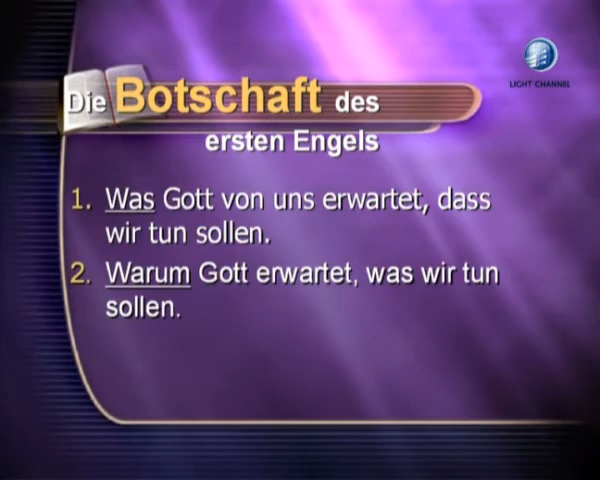 LIGHT CHANNEL
Die Botschaft des
ersten Engels
1. Was Gott von uns erwartet, dass
wir tun sollen.
2. Warum Gott erwartet, was wir tun
sollen.